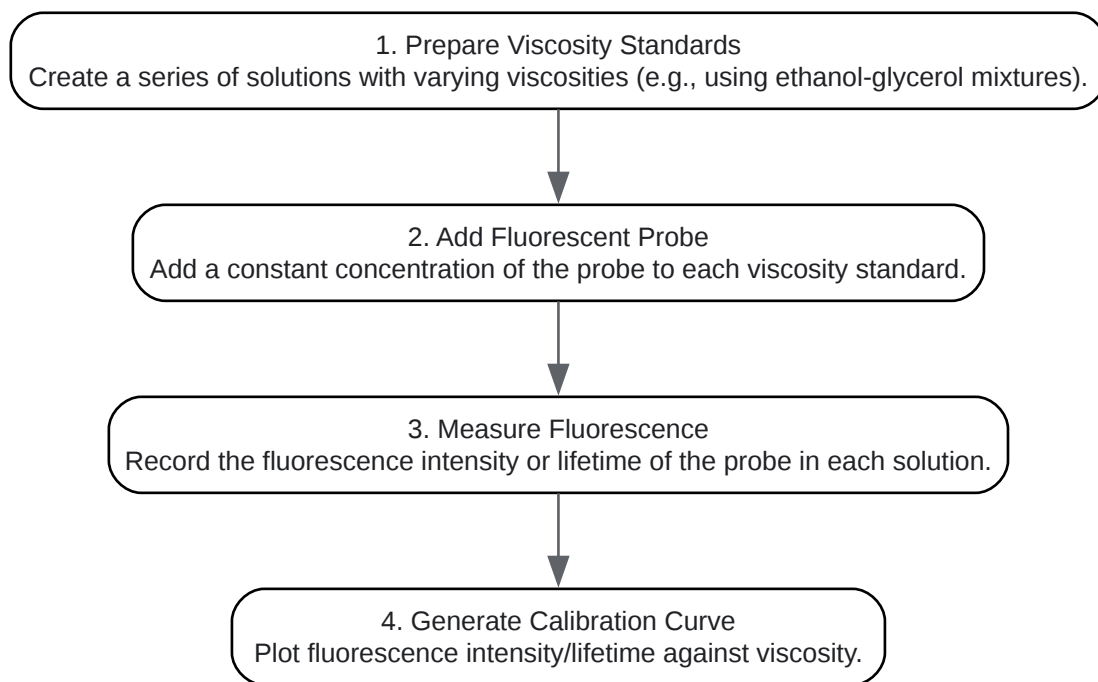 1. Prepare Viscosity Standards
Create a series of solutions with varying viscosities (e.g., using ethanol-glycerol mixtures).
2. Add Fluorescent Probe
Add a constant concentration of the probe to each viscosity standard.
3. Measure Fluorescence
Record the fluorescence intensity or lifetime of the probe in each solution.
4. Generate Calibration Curve
Plot fluorescence intensity/lifetime against viscosity.